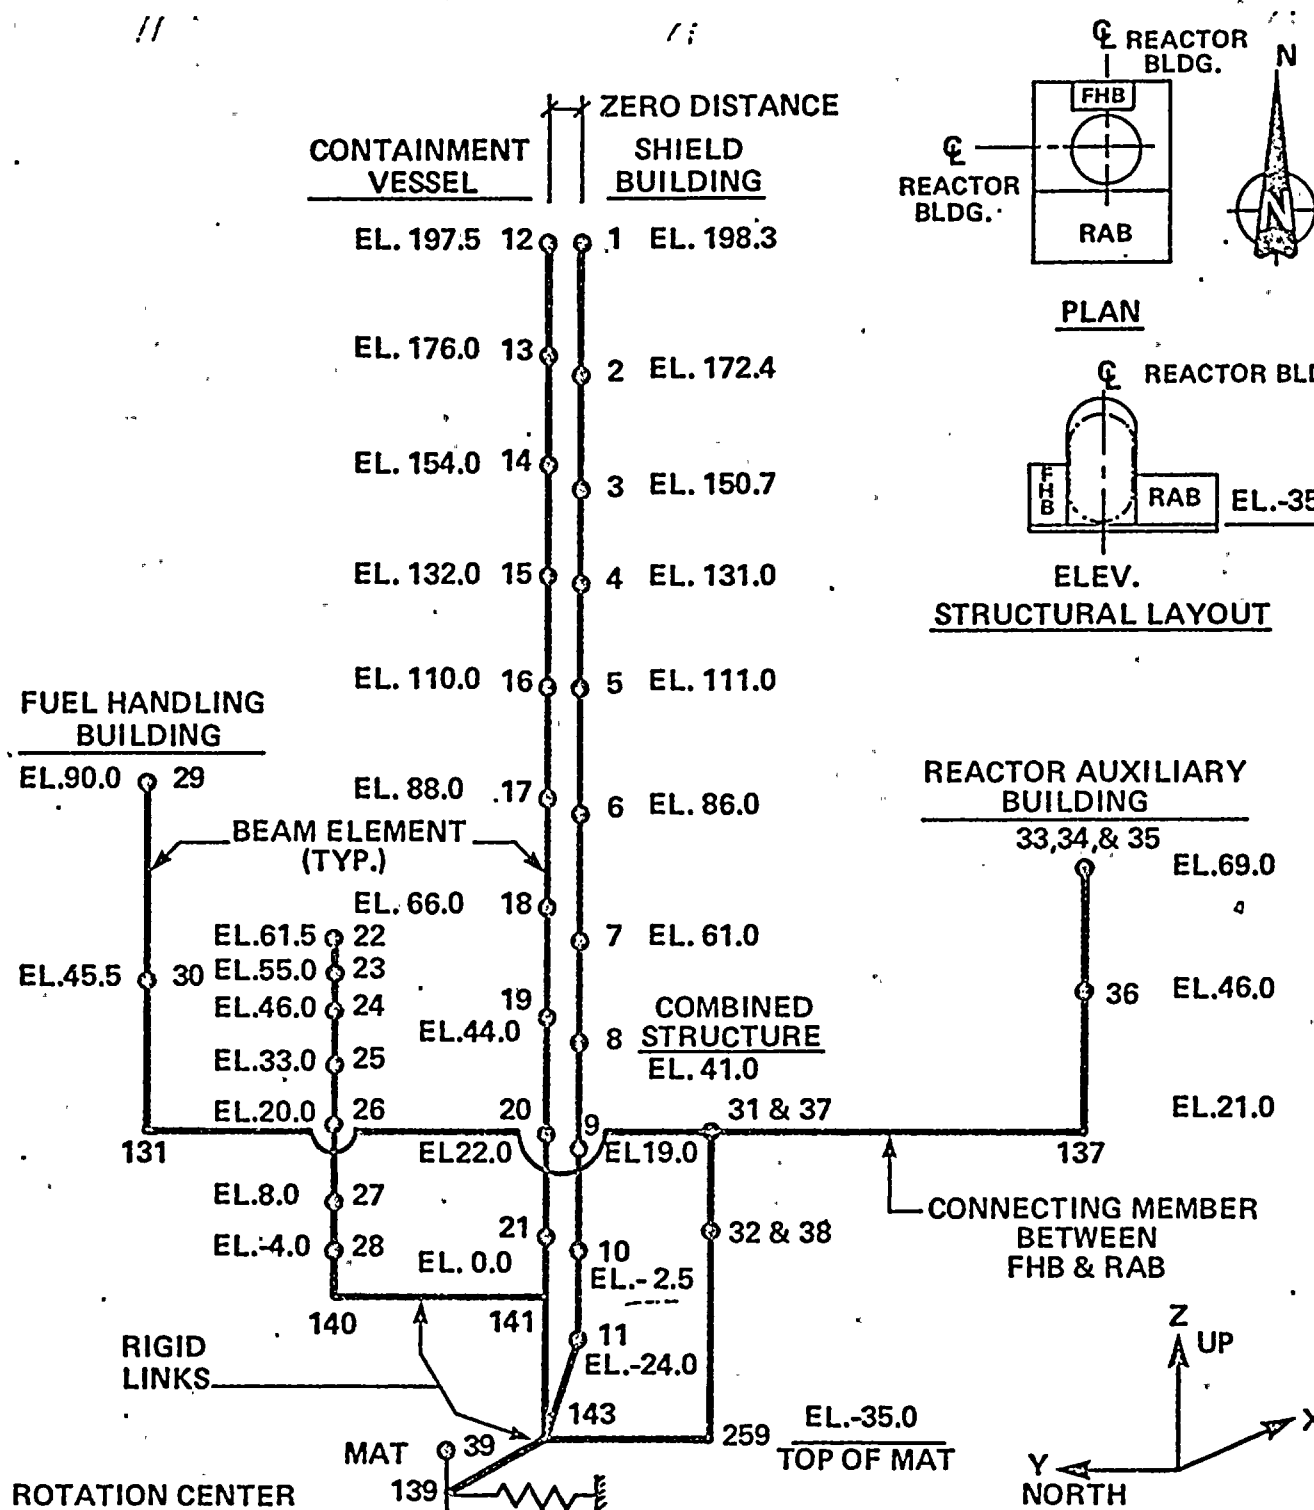 ZERO DISTANCE
CONTAINMENT
VESSEL
SHIELD
BUILDING
EL. 197.5 12
1 EL. 198.3
EL. 176.0 13
2 EL. 172.4
EL. 154.0 14
3 EL. 150.7
EL. 132.0 15
4 EL. 131.0
EL. 110.0 16
5 EL. 111.0
EL. 88.0 17
6 EL. 86.0
EL. 66.0 18
7 EL. 61.0
19
EL.44.0
8
COMBINED
STRUCTURE
EL. 41.0
20
EL22.0
9
EL19.0
21
EL. 0.0
10
EL.-2.5
11
EL.-24.0
℄ REACTOR
BLDG.
FHB
℄
REACTOR
BLDG.
RAB
N
N
PLAN
℄ REACTOR BLD
FHB
RAB
EL.-35
ELEV.
STRUCTURAL LAYOUT
FUEL HANDLING
BUILDING
EL.90.0 29
BEAM ELEMENT
(TYP.)
EL.45.5 30
131
EL.61.5 22
EL.55.0 23
EL.46.0 24
EL.33.0 25
EL.20.0 26
EL.8.0 27
EL.-4.0 28
140
141
REACTOR AUXILIARY
BUILDING
33,34,& 35
EL.69.0
36 EL.46.0
EL.21.0
137
31 & 37
32 & 38
CONNECTING MEMBER
BETWEEN
FHB & RAB
RIGID
LINKS
143
259
EL.-35.0
TOP OF MAT
MAT 39
139
ROTATION CENTER
Z
UP
X
Y
NORTH